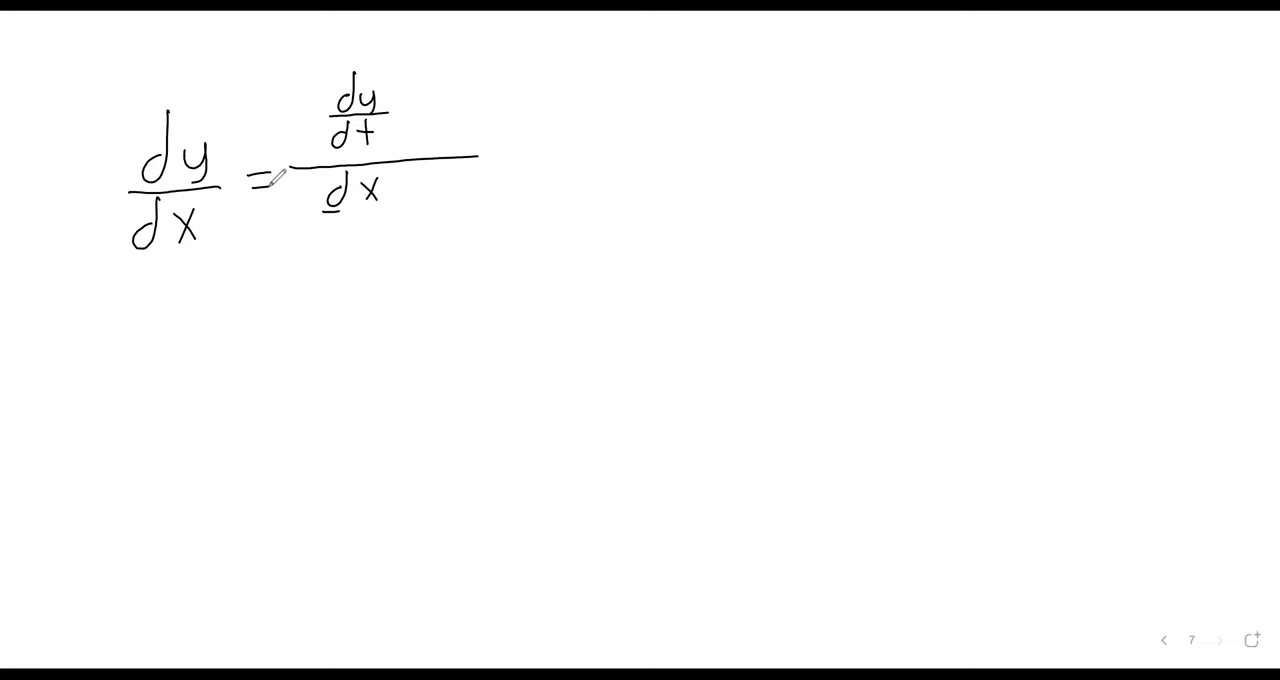 dy/dx = (dy/dt)/(dx
< 7 >